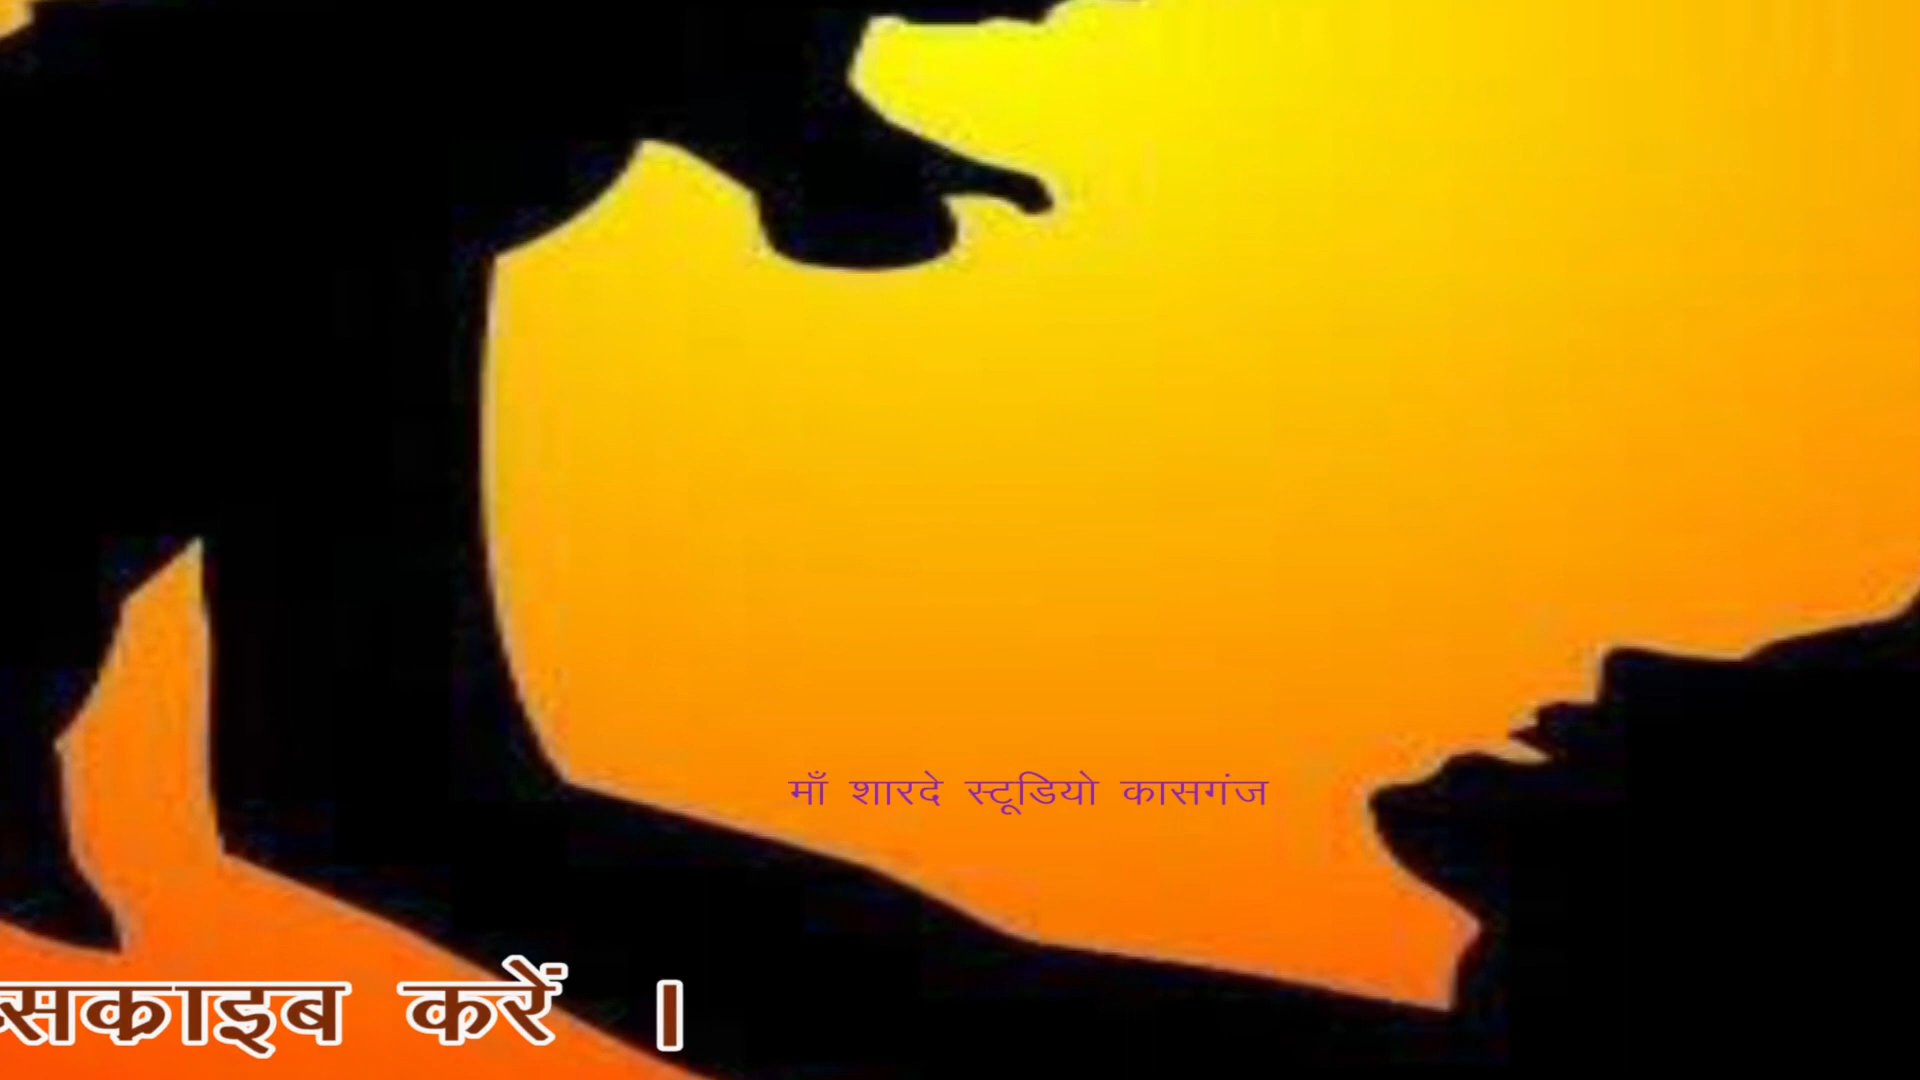 माँ शारदे स्टूडियो कासगंज
सक्राइब करें ।